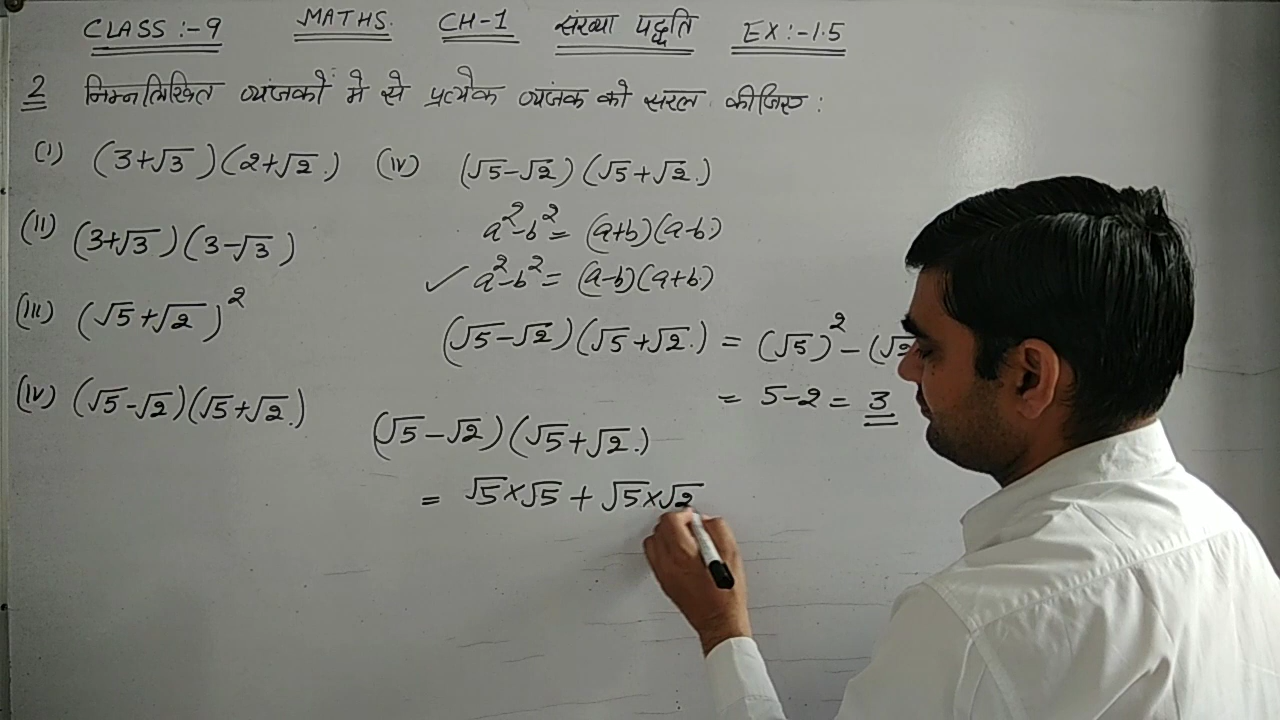 CLASS :- 9 MATHS. CH-1 संख्या पद्धति EX:-1.5
2 निम्नलिखित व्यंजकों में से प्रत्येक व्यंजक को सरल कीजिए :
(i) (3+√3)(2+√2)
(ii) (3+√3)(3-√3)
(iii) (√5+√2)²
(iv) (√5-√2)(√5+√2)
(iv) (√5-√2)(√5+√2)
a²-b² = (a+b)(a-b)
✓ a²-b² = (a-b)(a+b)
(√5-√2)(√5+√2) = (√5)² - (√2
= 5-2 = 3
(√5-√2)(√5+√2)
= √5×√5 + √5×√2